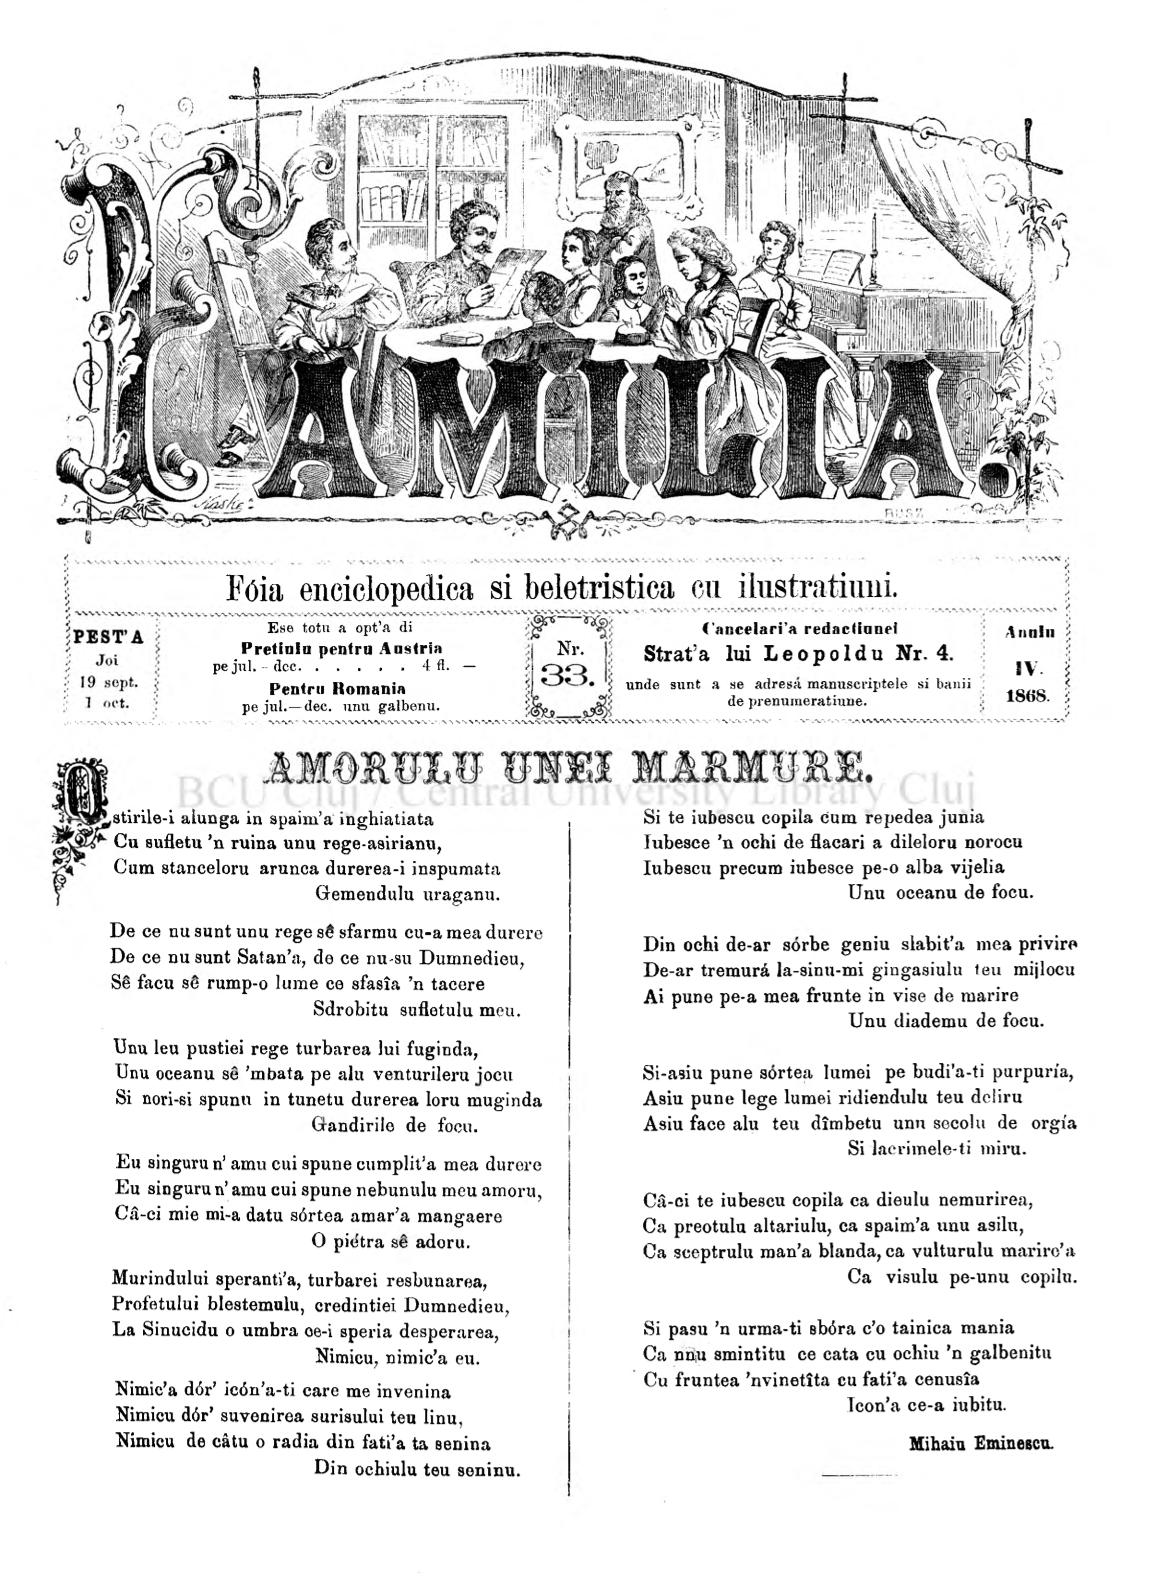 FAMILIA.
Fóia enciclopedica si beletristica cu ilustratiuni.
PEST'A
Joi
19 sept.
1 oct.
Ese totu a opt'a di
Pretiulu pentru Austria
pe jul. - dec. . . . . . 4 fl. —
Pentru Romania
pe jul.—dec. unu galbenu.
Nr.
33.
Cancelari'a redactiunei
Strat'a lui Leopoldu Nr. 4.
unde sunt a se adresá manuscriptele si banii
de prenumeratiune.
Anulu
IV.
1868.
AMORULU UNEI MARMURE.
BCU Cluj / Central University Library Cluj
Ostirile-i alunga in spaim'a inghiatiata
Cu sufletu 'n ruina unu rege-asirianu,
Cum stanceloru arunca durerea-i inspumata
Gemendulu uraganu.
De ce nu sunt unu rege sê sfarmu cu-a mea durere
De ce nu sunt Satan'a, de ce nu-su Dumnedieu,
Sê facu sê rump-o lume ce sfasîa 'n tacere
Sdrobitu sufletulu meu.
Unu leu pustiei rege turbarea lui fuginda,
Unu oceanu sê 'mbata pe alu venturileru jocu
Si nori-si spunu in tunetu durerea loru muginda
Gandirile de focu.
Eu singuru n' amu cui spune cumplit'a mea durere
Eu singuru n' amu cui spune nebunulu meu amoru,
Câ-ci mie mi-a datu sórtea amar'a mangaere
O piétra sê adoru.
Murindului speranti'a, turbarei resbunarea,
Profetului blestemulu, credintiei Dumnedieu,
La Sinucidu o umbra ce-i speria desperarea,
Nimicu, nimic'a eu.
Nimic'a dór' icón'a-ti care me invenina
Nimicu dór' suvenirea surisului teu linu,
Nimicu de câtu o radia din fati'a ta senina
Din ochiulu teu seninu.
Si te iubescu copila cum repedea junia
Iubesce 'n ochi de flacari a dileloru norocu
Iubescu precum iubesce pe-o alba vijelia
Unu oceanu de focu.
Din ochi de-ar sórbe geniu slabit'a mea privire
De-ar tremurá la-sinu-mi gingasiulu teu mijlocu
Ai pune pe-a mea frunte in vise de marire
Unu diademu de focu.
Si-asiu pune sórtea lumei pe budi'a-ti purpuría,
Asiu pune lege lumei ridiendulu teu deliru
Asiu face alu teu dîmbetu unu secolu de orgía
Si lacrimele-ti miru.
Câ-ci te iubescu copila ca dieulu nemurirea,
Ca preotulu altariulu, ca spaim'a unu asilu,
Ca sceptrulu man'a blanda, ca vulturulu marire'a
Ca visulu pe-unu copilu.
Si pasu 'n urma-ti sbóra c'o tainica mania
Ca nnu smintitu ce cata cu ochiu 'n galbenitu
Cu fruntea 'nvinetîta cu fati'a cenusîa
Icon'a ce-a iubitu.
Mihaiu Eminescu.